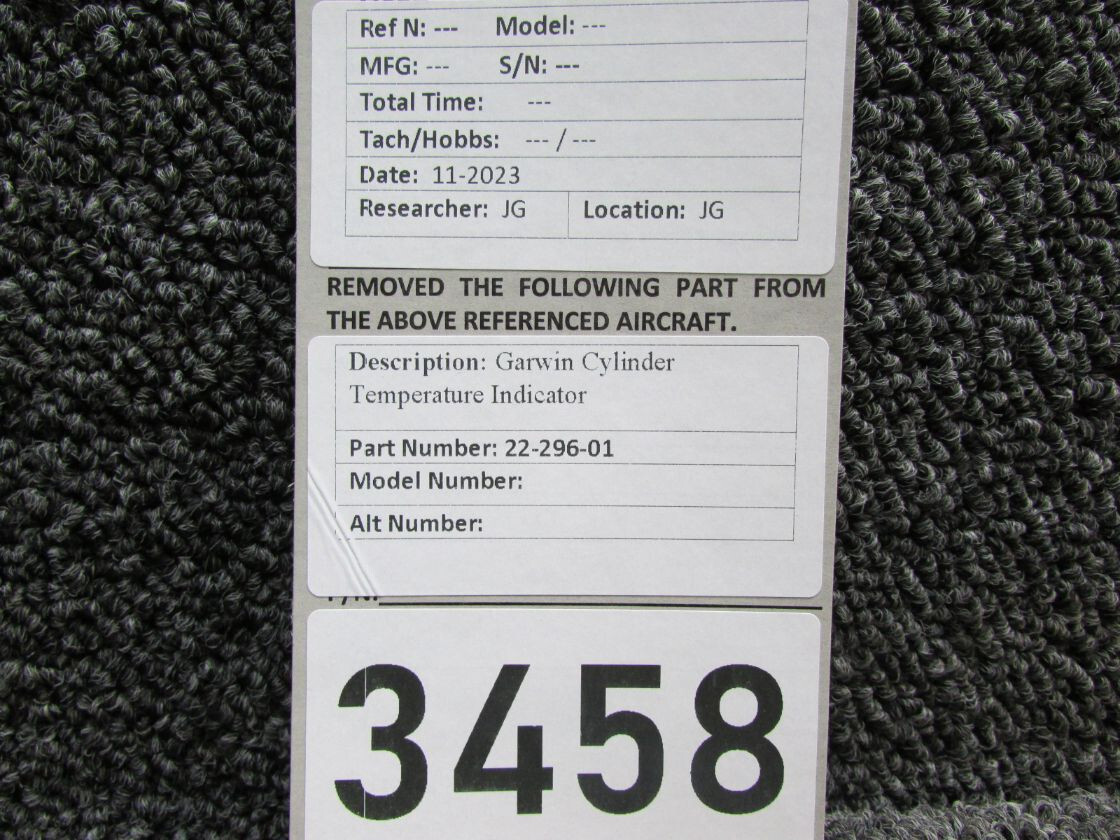 Ref N: --- Model: ---
MFG: --- S/N: ---
Total Time: ---
Tach/Hobbs: --- / ---
Date: 11-2023
Researcher: JG Location: JG
REMOVED THE FOLLOWING PART FROM
THE ABOVE REFERENCED AIRCRAFT.
Description: Garwin Cylinder
Temperature Indicator
Part Number: 22-296-01
Model Number:
Alt Number:
3458